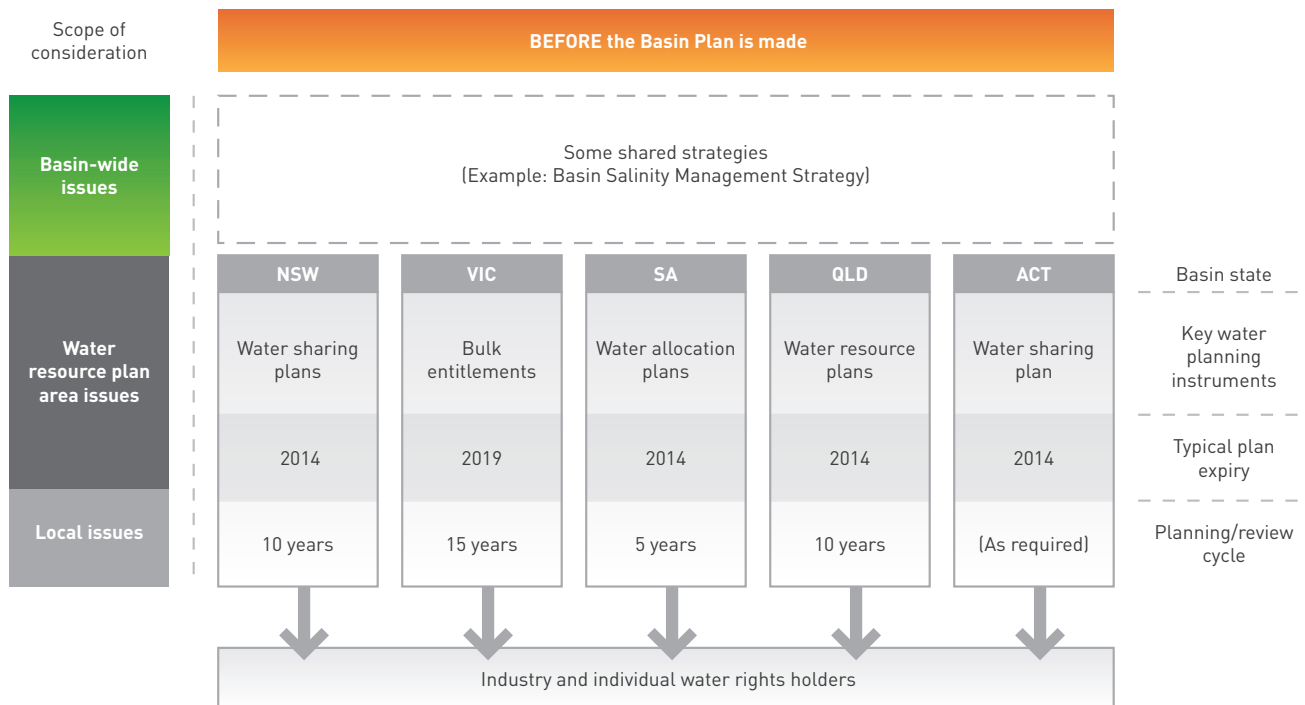 Scope of
consideration
BEFORE the Basin Plan is made
Basin-wide
issues
Some shared strategies
(Example: Basin Salinity Management Strategy)
NSW
VIC
SA
QLD
ACT
Basin state
Water
resource plan
area issues
Water sharing
plans
Bulk
entitlements
Water allocation
plans
Water resource
plans
Water sharing
plan
Key water
planning
instruments
2014
2019
2014
2014
2014
Typical plan
expiry
Local issues
10 years
15 years
5 years
10 years
(As required)
Planning/review
cycle
Industry and individual water rights holders